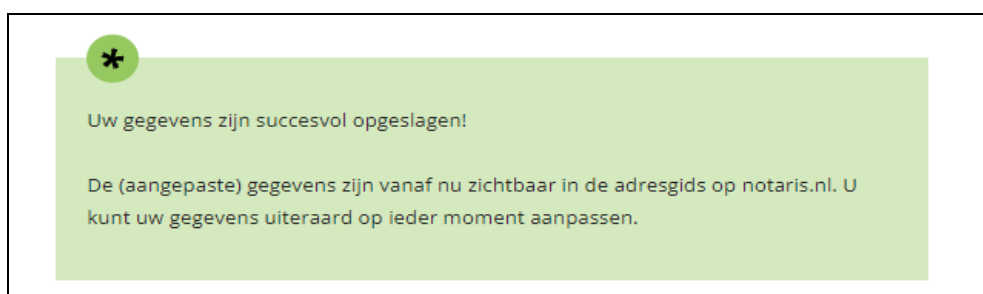 *
Uw gegevens zijn succesvol opgeslagen!
De (aangepaste) gegevens zijn vanaf nu zichtbaar in de adresgids op notaris.nl. U
kunt uw gegevens uiteraard op ieder moment aanpassen.